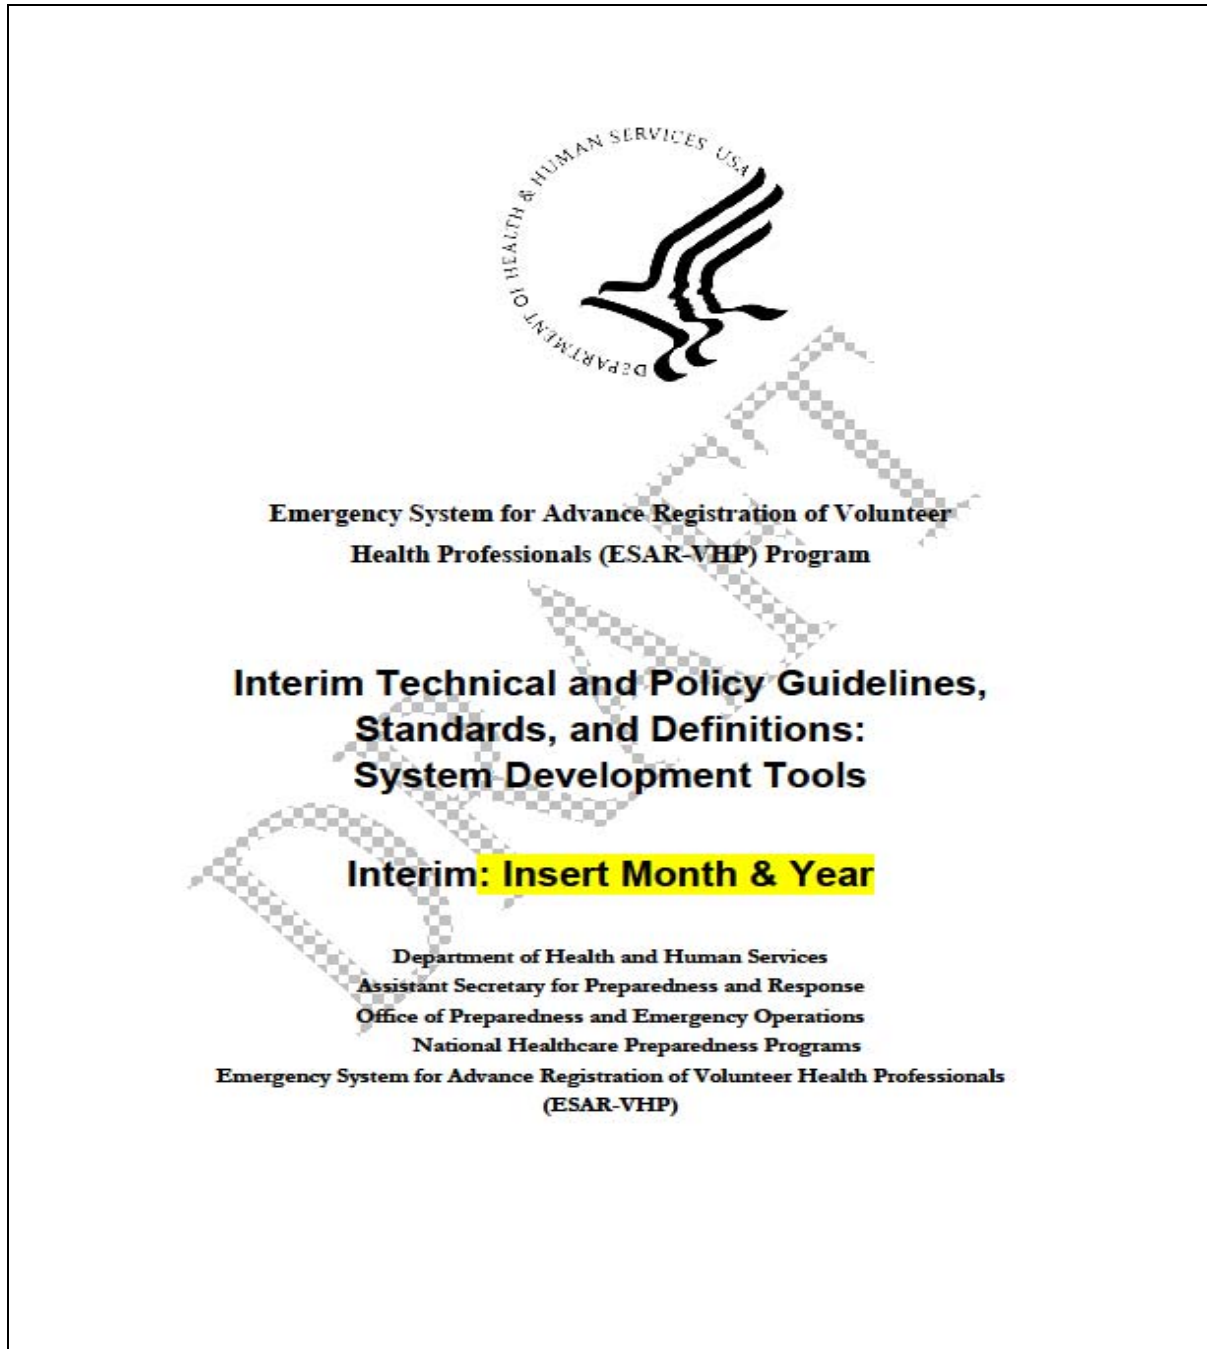 DEPARTMENT OF HEALTH & HUMAN SERVICES USA
Emergency System for Advance Registration of Volunteer
Health Professionals (ESAR-VHP) Program
Interim Technical and Policy Guidelines,
Standards, and Definitions:
System Development Tools
Interim: Insert Month & Year
Department of Health and Human Services
Assistant Secretary for Preparedness and Response
Office of Preparedness and Emergency Operations
National Healthcare Preparedness Programs
Emergency System for Advance Registration of Volunteer Health Professionals
(ESAR-VHP)
DRAFT